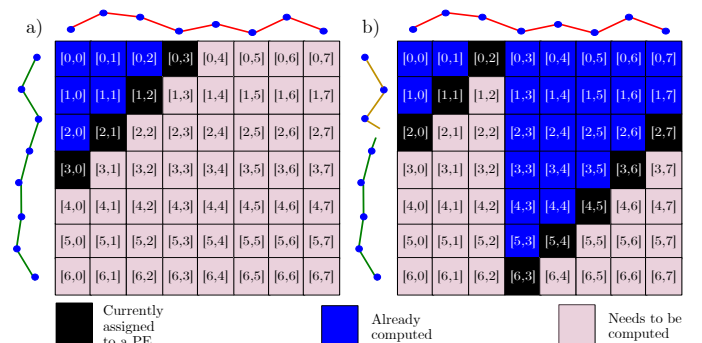 a)
b)
[0,0] [0,1] [0,2] [0,3] [0,4] [0,5] [0,6] [0,7]
[1,0] [1,1] [1,2] [1,3] [1,4] [1,5] [1,6] [1,7]
[2,0] [2,1] [2,2] [2,3] [2,4] [2,5] [2,6] [2,7]
[3,0] [3,1] [3,2] [3,3] [3,4] [3,5] [3,6] [3,7]
[4,0] [4,1] [4,2] [4,3] [4,4] [4,5] [4,6] [4,7]
[5,0] [5,1] [5,2] [5,3] [5,4] [5,5] [5,6] [5,7]
[6,0] [6,1] [6,2] [6,3] [6,4] [6,5] [6,6] [6,7]
[0,0] [0,1] [0,2] [0,3] [0,4] [0,5] [0,6] [0,7]
[1,0] [1,1] [1,2] [1,3] [1,4] [1,5] [1,6] [1,7]
[2,0] [2,1] [2,2] [2,3] [2,4] [2,5] [2,6] [2,7]
[3,0] [3,1] [3,2] [3,3] [3,4] [3,5] [3,6] [3,7]
[4,0] [4,1] [4,2] [4,3] [4,4] [4,5] [4,6] [4,7]
[5,0] [5,1] [5,2] [5,3] [5,4] [5,5] [5,6] [5,7]
[6,0] [6,1] [6,2] [6,3] [6,4] [6,5] [6,6] [6,7]
Currently
assigned
to a PE
Already
computed
Needs to be
computed